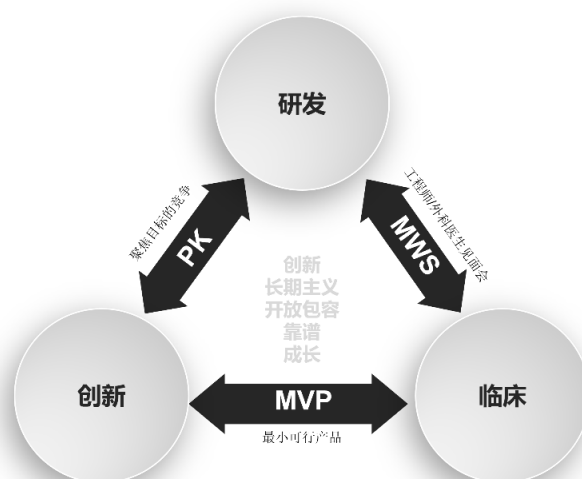 研发
聚焦目标的竞争
PK
工程师/外科医生见面会
MWS
创新
长期主义
开放包容
靠谱
成长
创新
MVP
临床
最小可行产品